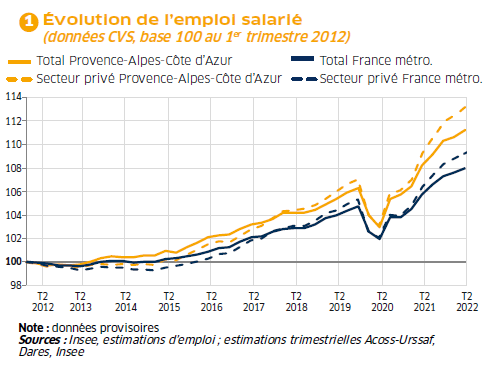 1 Évolution de l'emploi salarié
(données CVS, base 100 au 1er trimestre 2012)
Total Provence-Alpes-Côte d'Azur Total France métro.
Secteur privé Provence-Alpes-Côte d'Azur Secteur privé France métro.
114
112
110
108
106
104
102
100
98
T2 T2 T2 T2 T2 T2 T2 T2 T2 T2 T2
2012 2013 2014 2015 2016 2017 2018 2019 2020 2021 2022
Note : données provisoires
Sources : Insee, estimations d'emploi ; estimations trimestrielles Acoss-Urssaf,
Dares, Insee